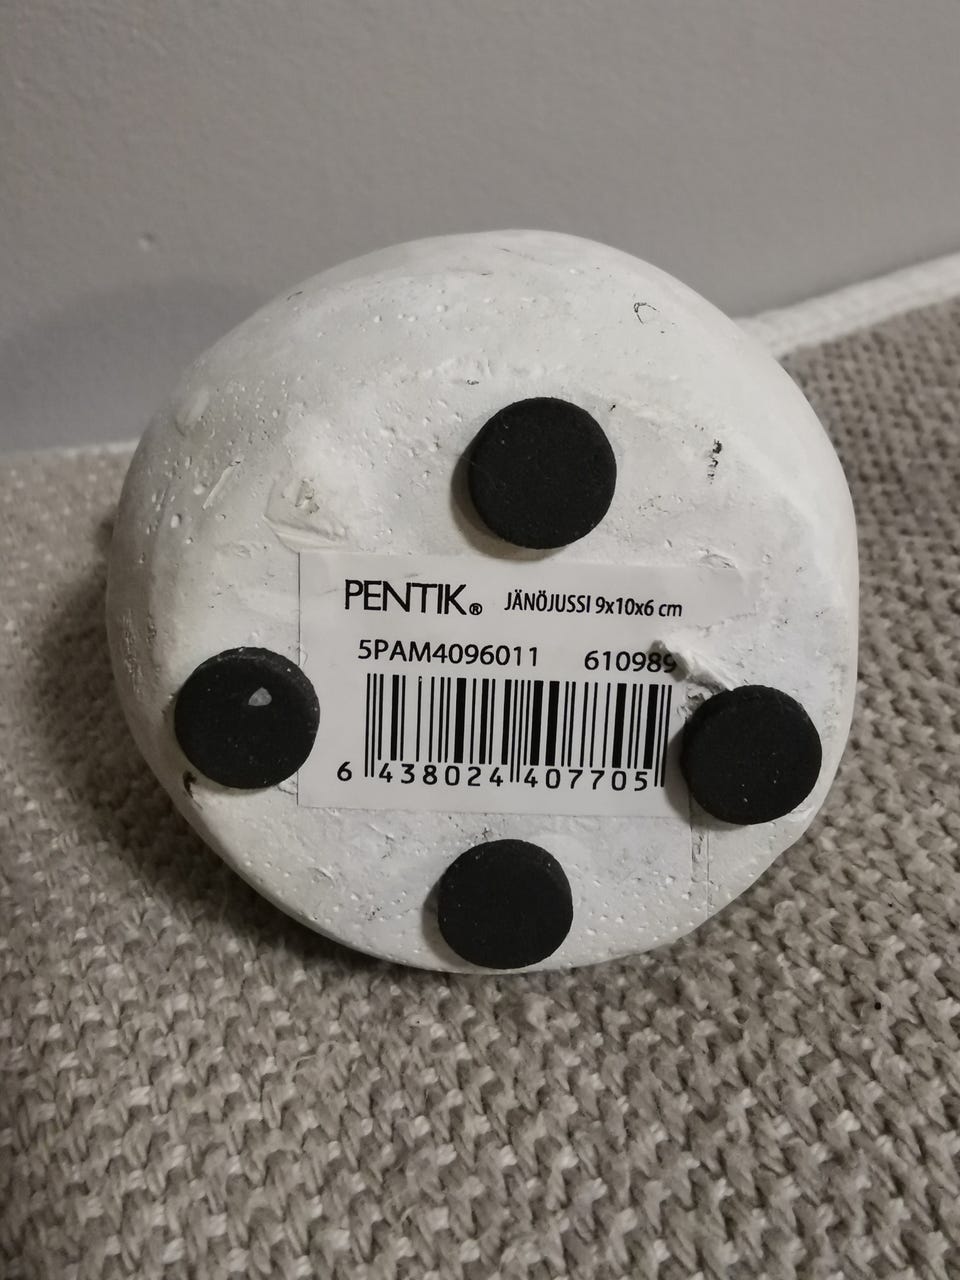 PENTIK® JÄNÖJUSSI 9x10x6 cm
5PAM4096011 610989
6 438024 407705